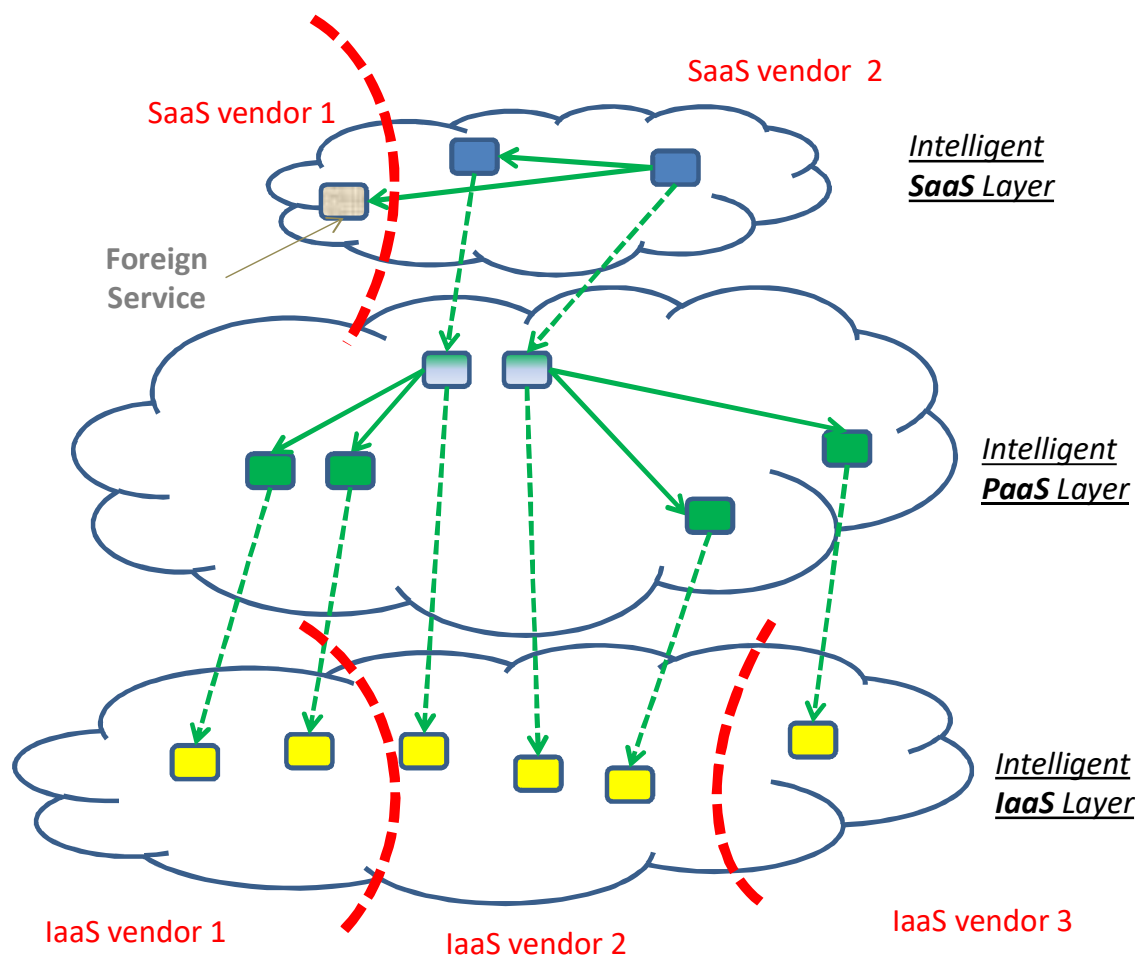 SaaS vendor 2
SaaS vendor 1
Intelligent
SaaS Layer
Foreign
Service
Intelligent
PaaS Layer
Intelligent
IaaS Layer
IaaS vendor 1
IaaS vendor 2
IaaS vendor 3